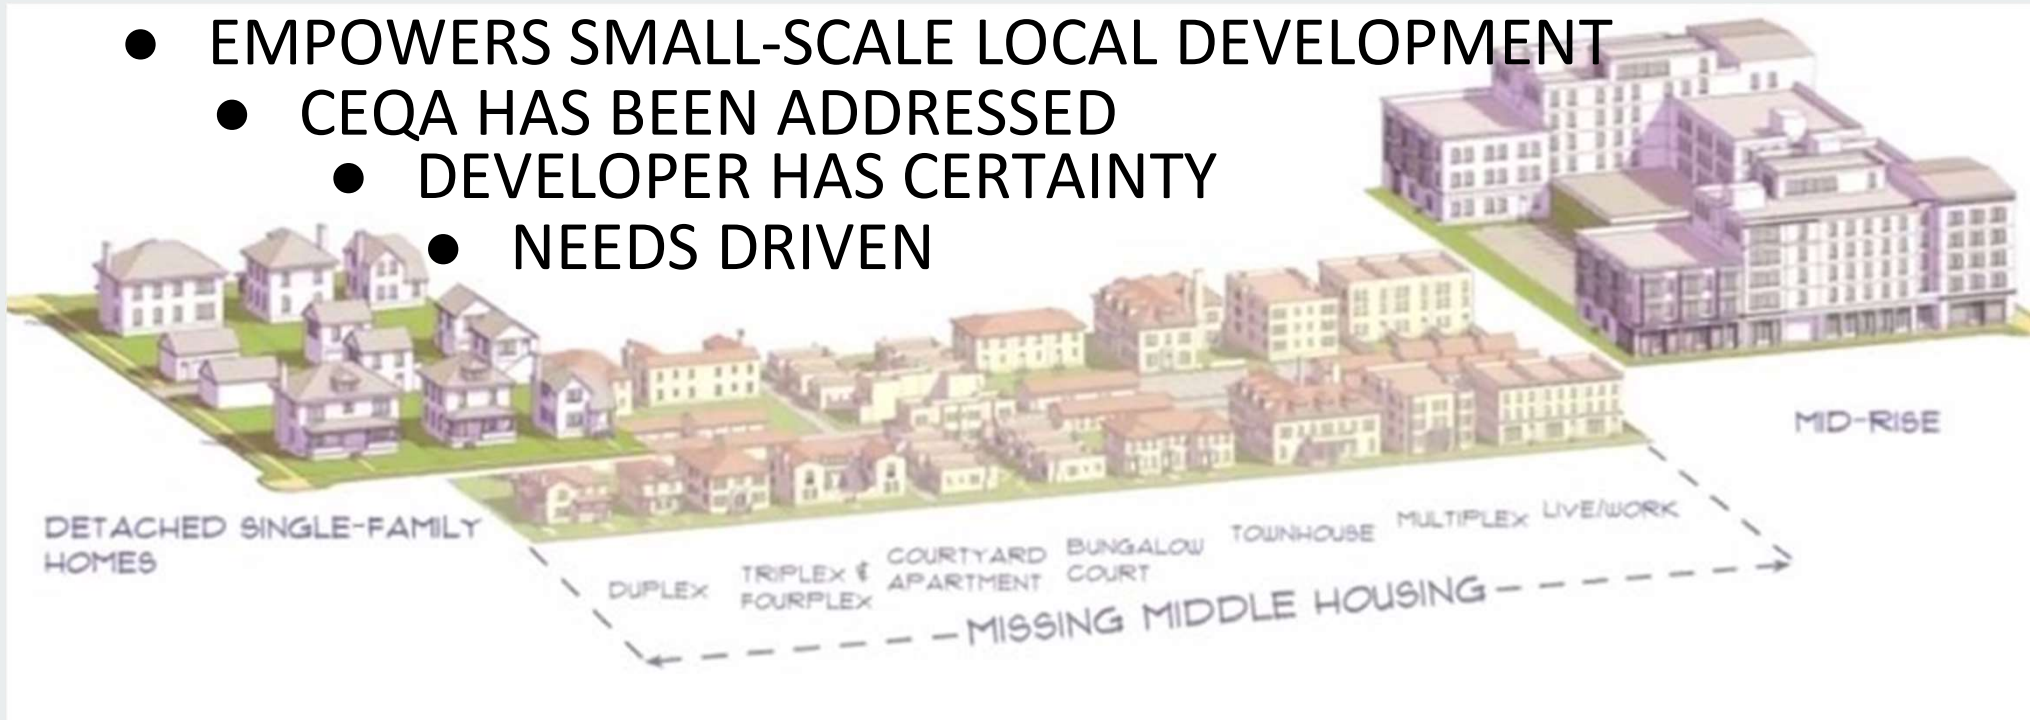 ● EMPOWERS SMALL-SCALE LOCAL DEVELOPMENT
● CEQA HAS BEEN ADDRESSED
● DEVELOPER HAS CERTAINTY
● NEEDS DRIVEN
MID-RISE
DETACHED SINGLE-FAMILY
HOMES
DUPLEX
TRIPLEX &
FOURPLEX
COURTYARD
APARTMENT
BUNGALOW
COURT
TOWNHOUSE
MULTIPLEX
LIVE/WORK
MISSING MIDDLE HOUSING